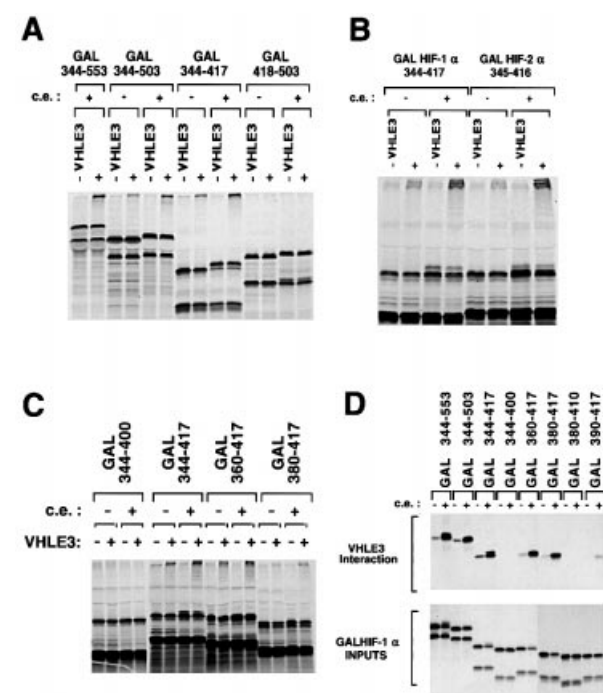 A
GAL GAL GAL GAL
344-553 344-503 344-417 418-503
c.e. : + - + - + - +
VHLE3 VHLE3 VHLE3 VHLE3 VHLE3 VHLE3 VHLE3
- + - + - + - + - + - + - +
B
GAL HIF-1 α GAL HIF-2 α
344-417 345-416
c.e. : - + - +
VHLE3 VHLE3 VHLE3 VHLE3
- + - + - + - +
C
GAL 344-400
GAL 344-417
GAL 360-417
GAL 380-417
c.e. : - + - + - + - +
VHLE3: - + - + - + - + - + - + - + - +
D
GAL 344-553
GAL 344-503
GAL 344-417
GAL 344-400
GAL 360-417
GAL 380-417
GAL 380-410
GAL 390-417
c.e. : - + - + - + - + - + - + - + - +
VHLE3
Interaction
GALHIF-1 α
INPUTS